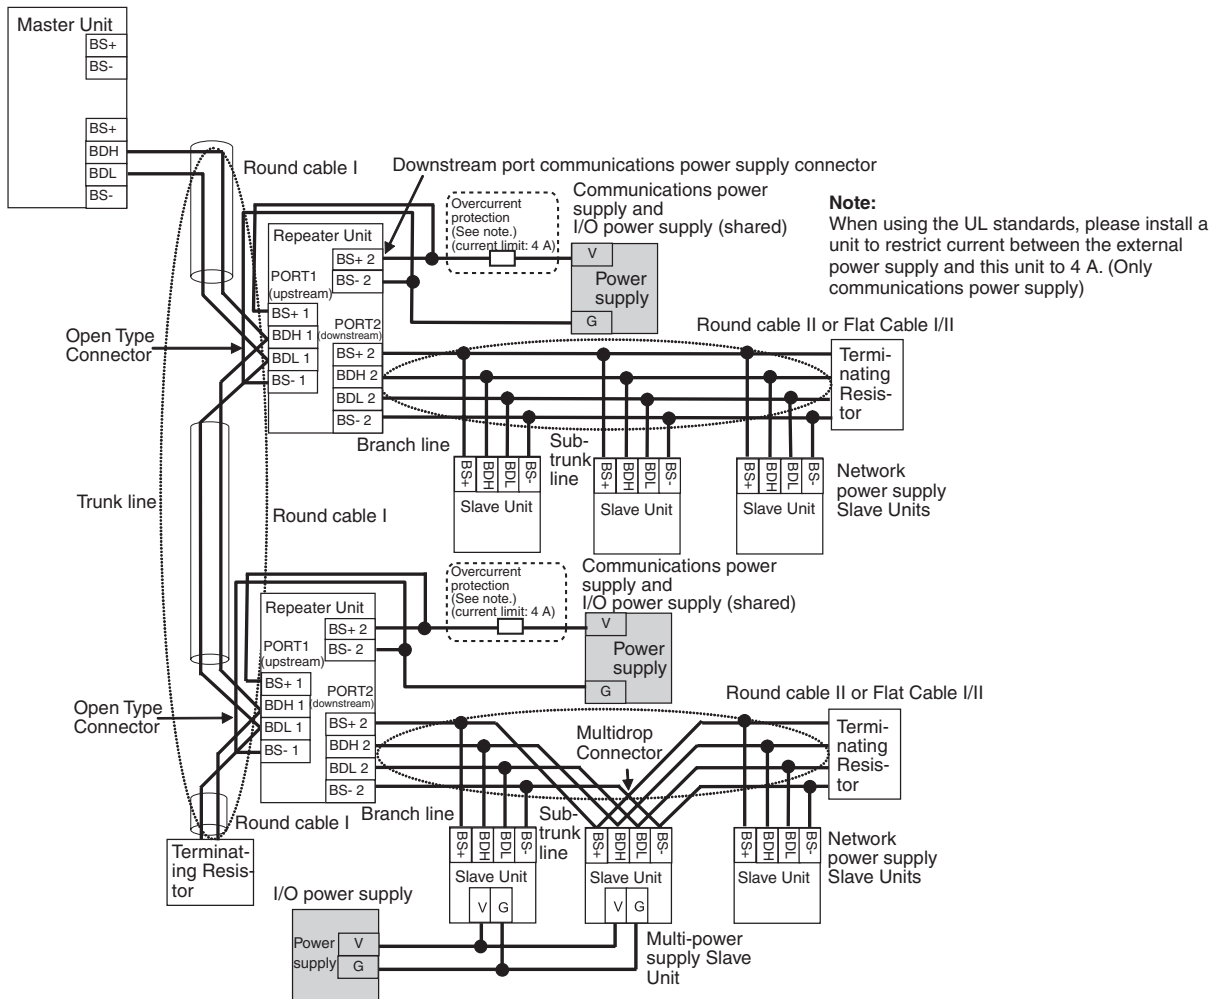 Master Unit
BS+
BS-
BS+
BDH
BDL
BS-
Round cable I
Downstream port communications power supply connector
Overcurrent
protection
(See note.)
(current limit: 4 A)
Communications power
supply and
I/O power supply (shared)
Note:
When using the UL standards, please install a
unit to restrict current between the external
power supply and this unit to 4 A. (Only
communications power supply)
Repeater Unit
BS+ 2
BS- 2
PORT1
(upstream)
BS+ 1
BDH 1
BDL 1
BS- 1
PORT2
(downstream)
BS+ 2
BDH 2
BDL 2
BS- 2
V
Power
supply
G
Open Type
Connector
Round cable II or Flat Cable I/II
Termi-
nating
Resis-
tor
Branch line
Sub-
trunk
line
BS+
BDH
BDL
BS-
Slave Unit
BS+
BDH
BDL
BS-
Slave Unit
BS+
BDH
BDL
BS-
Slave Unit
Network
power supply
Slave Units
Trunk line
Round cable I
Overcurrent
protection
(See note.)
(current limit: 4 A)
Communications power
supply and
I/O power supply (shared)
Repeater Unit
BS+ 2
BS- 2
PORT1
(upstream)
BS+ 1
BDH 1
BDL 1
BS- 1
PORT2
(downstream)
BS+ 2
BDH 2
BDL 2
BS- 2
V
Power
supply
G
Open Type
Connector
Round cable II or Flat Cable I/II
Multidrop
Connector
Termi-
nating
Resis-
tor
Branch line
Sub-
trunk
line
Round cable I
Terminat-
ing Resis-
tor
BS+
BDH
BDL
BS-
Slave Unit
V
G
BS+
BDH
BDL
BS-
Slave Unit
V
G
BS+
BDH
BDL
BS-
Slave Unit
Network
power supply
Slave Units
I/O power supply
Power
supply
V
G
Multi-power
supply Slave
Unit